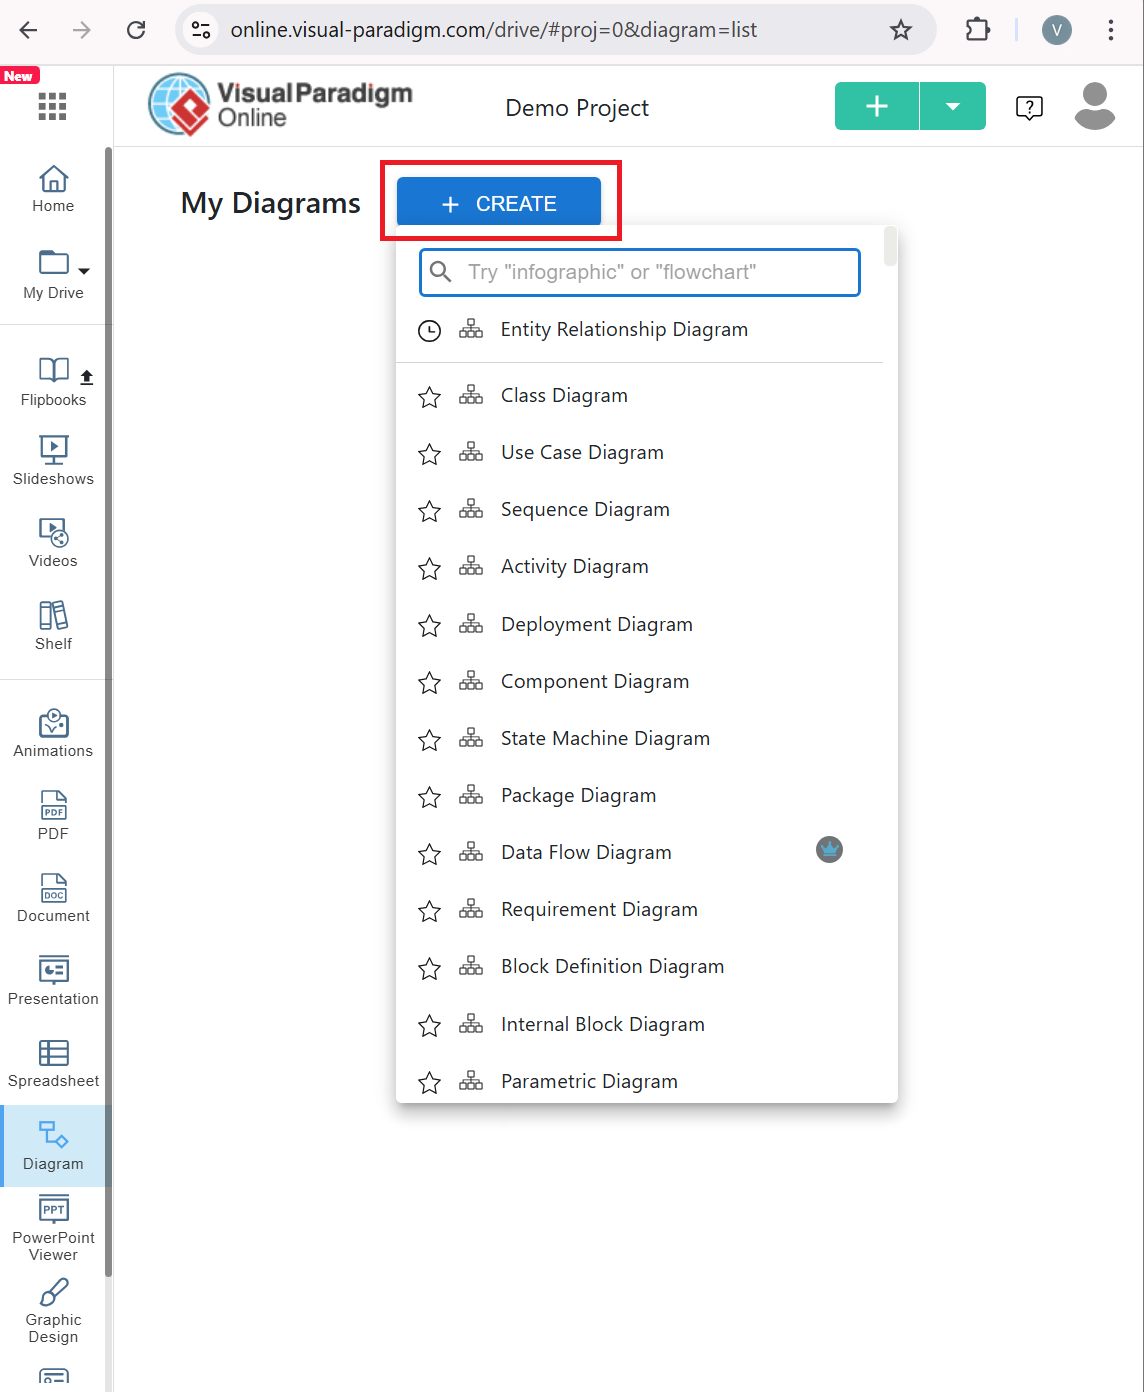 online.visual-paradigm.com/drive/#proj=0&diagram=list
V
New
Visual Paradigm
Online
Demo Project
+
?
Home
My Drive
Flipbooks
Slideshows
Videos
Shelf
Animations
PDF
PDF
DOC
Document
Presentation
Spreadsheet
Diagram
PPT
PowerPoint
Viewer
Graphic
Design
My Diagrams
+ CREATE
Try "infographic" or "flowchart"
Entity Relationship Diagram
Class Diagram
Use Case Diagram
Sequence Diagram
Activity Diagram
Deployment Diagram
Component Diagram
State Machine Diagram
Package Diagram
Data Flow Diagram
Requirement Diagram
Block Definition Diagram
Internal Block Diagram
Parametric Diagram